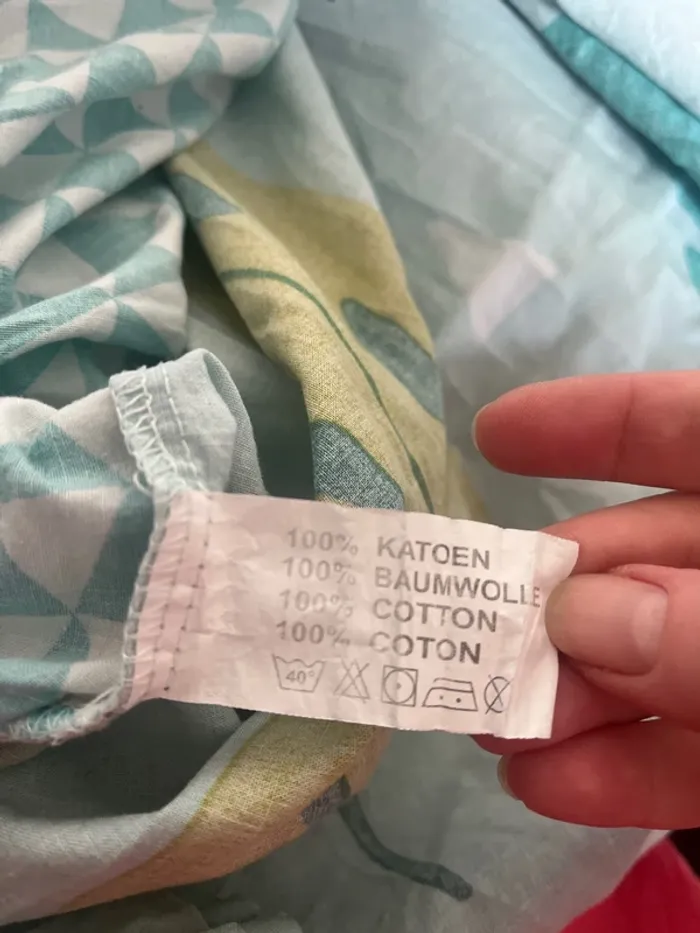 100% KATOEN
100% BAUMWOLLE
100% COTTON
100% COTON
40°